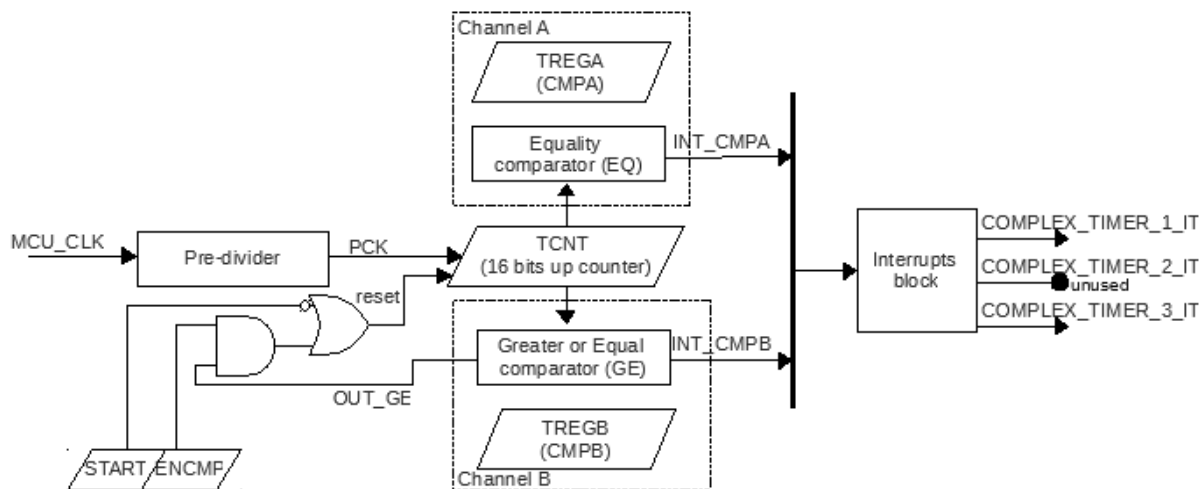 Channel A
TREGA
(CMPA)
Equality
comparator (EQ)
INT_CMPA
MCU_CLK
Pre-divider
PCK
TCNT
(16 bits up counter)
reset
Interrupts
block
COMPLEX_TIMER_1_IT
COMPLEX_TIMER_2_IT
unused
COMPLEX_TIMER_3_IT
Greater or Equal
comparator (GE)
INT_CMPB
OUT_GE
TREGB
(CMPB)
Channel B
START
ENCMP